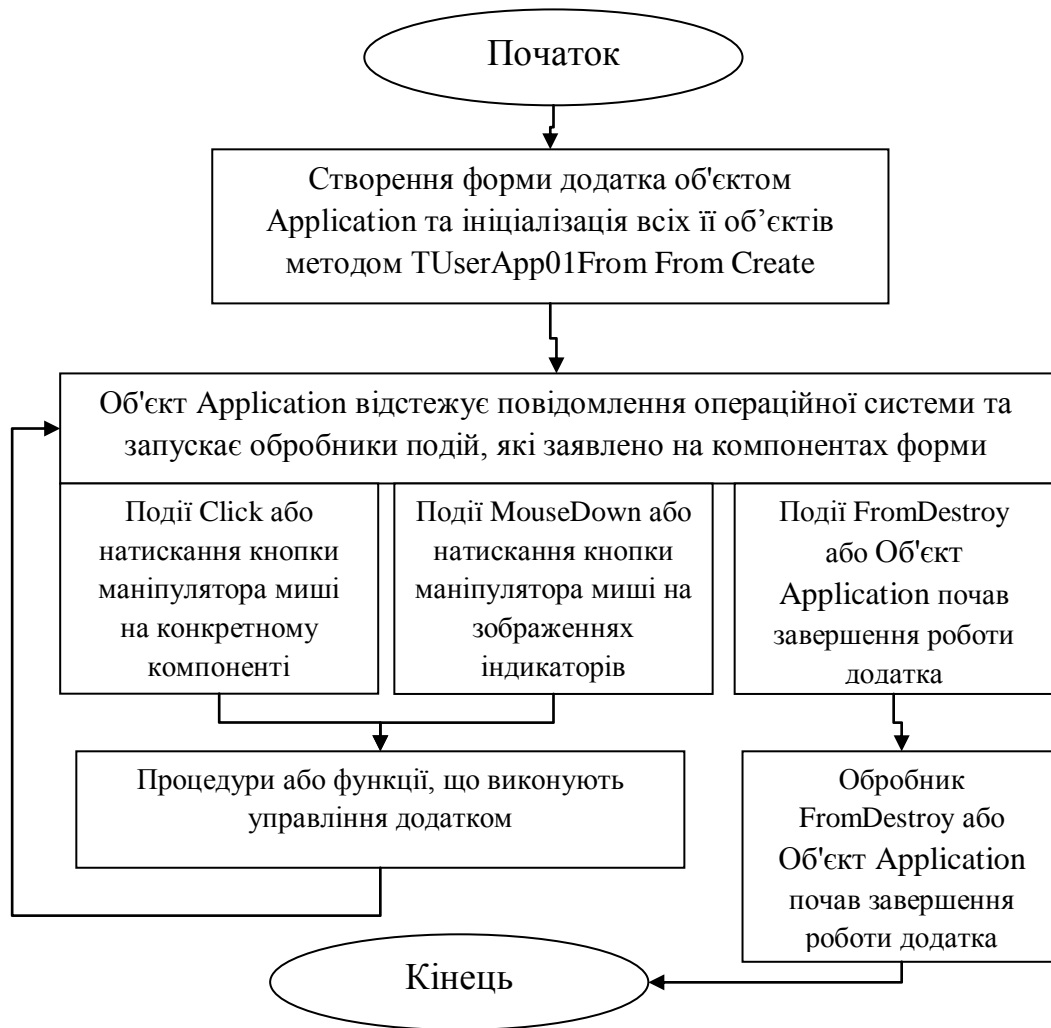 Початок
Створення форми додатка об'єктом
Application та ініціалізація всіх її об’єктів
методом TUserApp01From From Create
Об'єкт Application відстежує повідомлення операційної системи та
запускає обробники подій, які заявлено на компонентах форми
Події Click або
натискання кнопки
маніпулятора миші
на конкретному
компоненті
Події MouseDown або
натискання кнопки
маніпулятора миші на
зображеннях
індикаторів
Події FromDestroy
або Об'єкт
Application почав
завершення роботи
додатка
Процедури або функції, що виконують
управління додатком
Обробник
FromDestroy або
Об'єкт Application
почав завершення
роботи додатка
Кінець